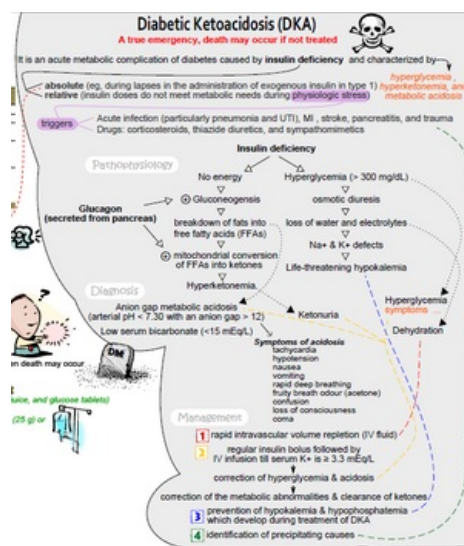 Diabetic Ketoacidosis (DKA)
A true emergency, death may occur if not treated
It is an acute metabolic complication of diabetes caused by insulin deficiency and characterized by
hyperglycemia,
hyperketonemia, and
metabolic acidosis
absolute (eg, during lapses in the administration of exogenous insulin in type 1)
relative (insulin doses do not meet metabolic needs during physiologic stress)
triggers
Acute infection (particularly pneumonia and UTI), MI, stroke, pancreatitis, and trauma
Drugs: corticosteroids, thiazide diuretics, and sympathomimetics
Pathophysiology
Insulin deficiency
No energy
Hyperglycemia (> 300 mg/dL)
Glucagon
(secreted from pancreas)
Gluconeogensis
osmotic diuresis
breakdown of fats into
free fatty acids (FFAs)
loss of water and electrolytes
mitochondrial conversion
of FFAs into ketones
Na+ & K+ defects
Hyperketonemia
Life-threatening hypokalemia
Diagnosis
Anion gap metabolic acidosis
(arterial pH < 7.30 with an anion gap > 12)
Low serum bicarbonate (<15 mEq/L)
Ketonuria
Hyperglycemia
symptoms ...
Dehydration
Symptoms of acidosis
tachycardia
hypotension
nausea
vomiting
rapid deep breathing
fruity breath odour (acetone)
confusion
loss of consciousness
coma
en death may occur
DM
juice, and glucose tablets)
(25 g) or
Management
1 rapid intravascular volume repletion (IV fluid)
2 regular insulin bolus followed by
IV infusion till serum K+ is ≥ 3.3 mEq/L
correction of hyperglycemia & acidosis
correction of the metabolic abnormalities & clearance of ketones
3 prevention of hypokalemia & hypophosphatemia
which develop during treatment of DKA
4 identification of precipitating causes